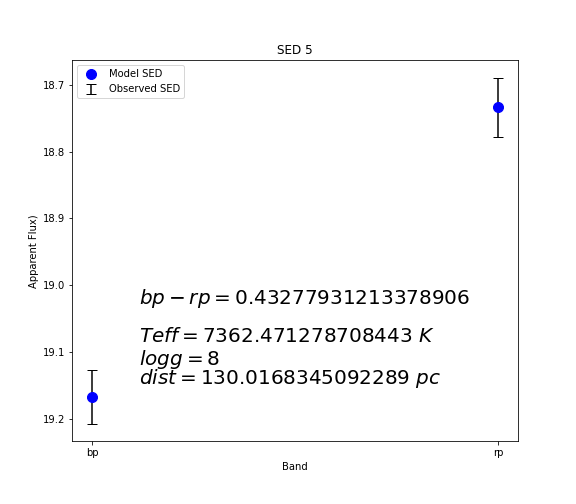 SED 5
Model SED
Observed SED
18.7
18.8
18.9
19.0
19.1
19.2
Apparent Flux)
bp − rp = 0.43277931213378906
Teff = 7362.471278708443 K
logg = 8
dist = 130.0168345092289 pc
bp
rp
Band